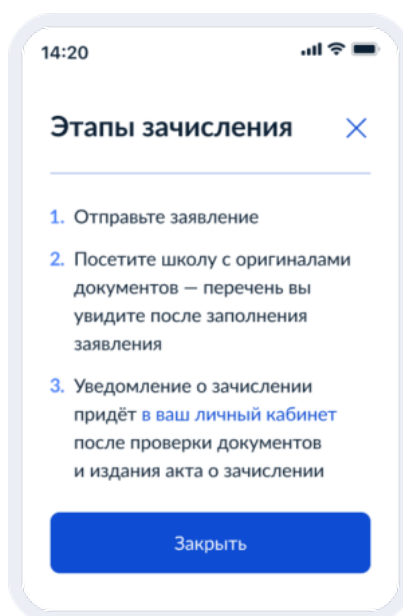 14:20
Этапы зачисления
1. Отправьте заявление
2. Посетите школу с оригиналами
документов — перечень вы
увидите после заполнения
заявления
3. Уведомление о зачислении
придёт в ваш личный кабинет
после проверки документов
и издания акта о зачислении
Закрыть